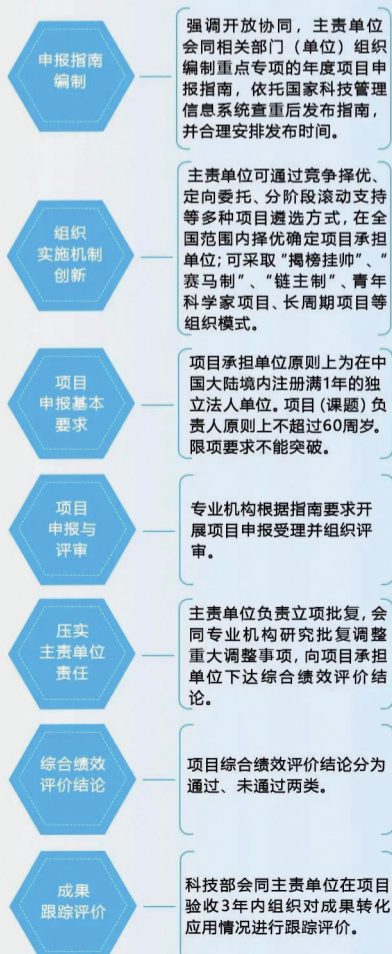 申报指南
编制
强调开放协同，主责单位
会同相关部门（单位）组织
编制重点专项的年度项目申
报指南，依托国家科技管理
信息系统查重后发布指南，
并合理安排发布时间。
组织
实施机制
创新
主责单位可通过竞争择优、
定向委托、分阶段滚动支持
等多种项目遴选方式，在全
国范围内择优确定项目承担
单位；可采取“揭榜挂帅”、“
赛马制”、“链主制”、青年
科学家项目、长周期项目等
组织模式。
项目
申报基本
要求
项目承担单位原则上为在中
国大陆境内注册满1年的独
立法人单位。项目（课题）负
责人原则上不超过60周岁。
限项要求不能突破。
项目
申报与
评审
专业机构根据指南要求开
展项目申报受理并组织评
审。
压实
主责单位
责任
主责单位负责立项批复，会
同专业机构研究批复调整
重大调整事项，向项目承担
单位下达综合绩效评价结
论。
综合绩效
评价结论
项目综合绩效评价结论分为
通过、未通过两类。
成果
跟踪评价
科技部会同主责单位在项目
验收3年内组织对成果转化
应用情况进行跟踪评价。